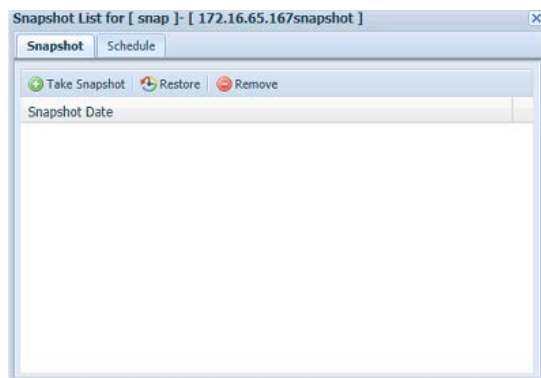 Snapshot List for [ snap ]- [ 172.16.65.167snapshot ]
Snapshot Schedule
Take Snapshot Restore Remove
Snapshot Date